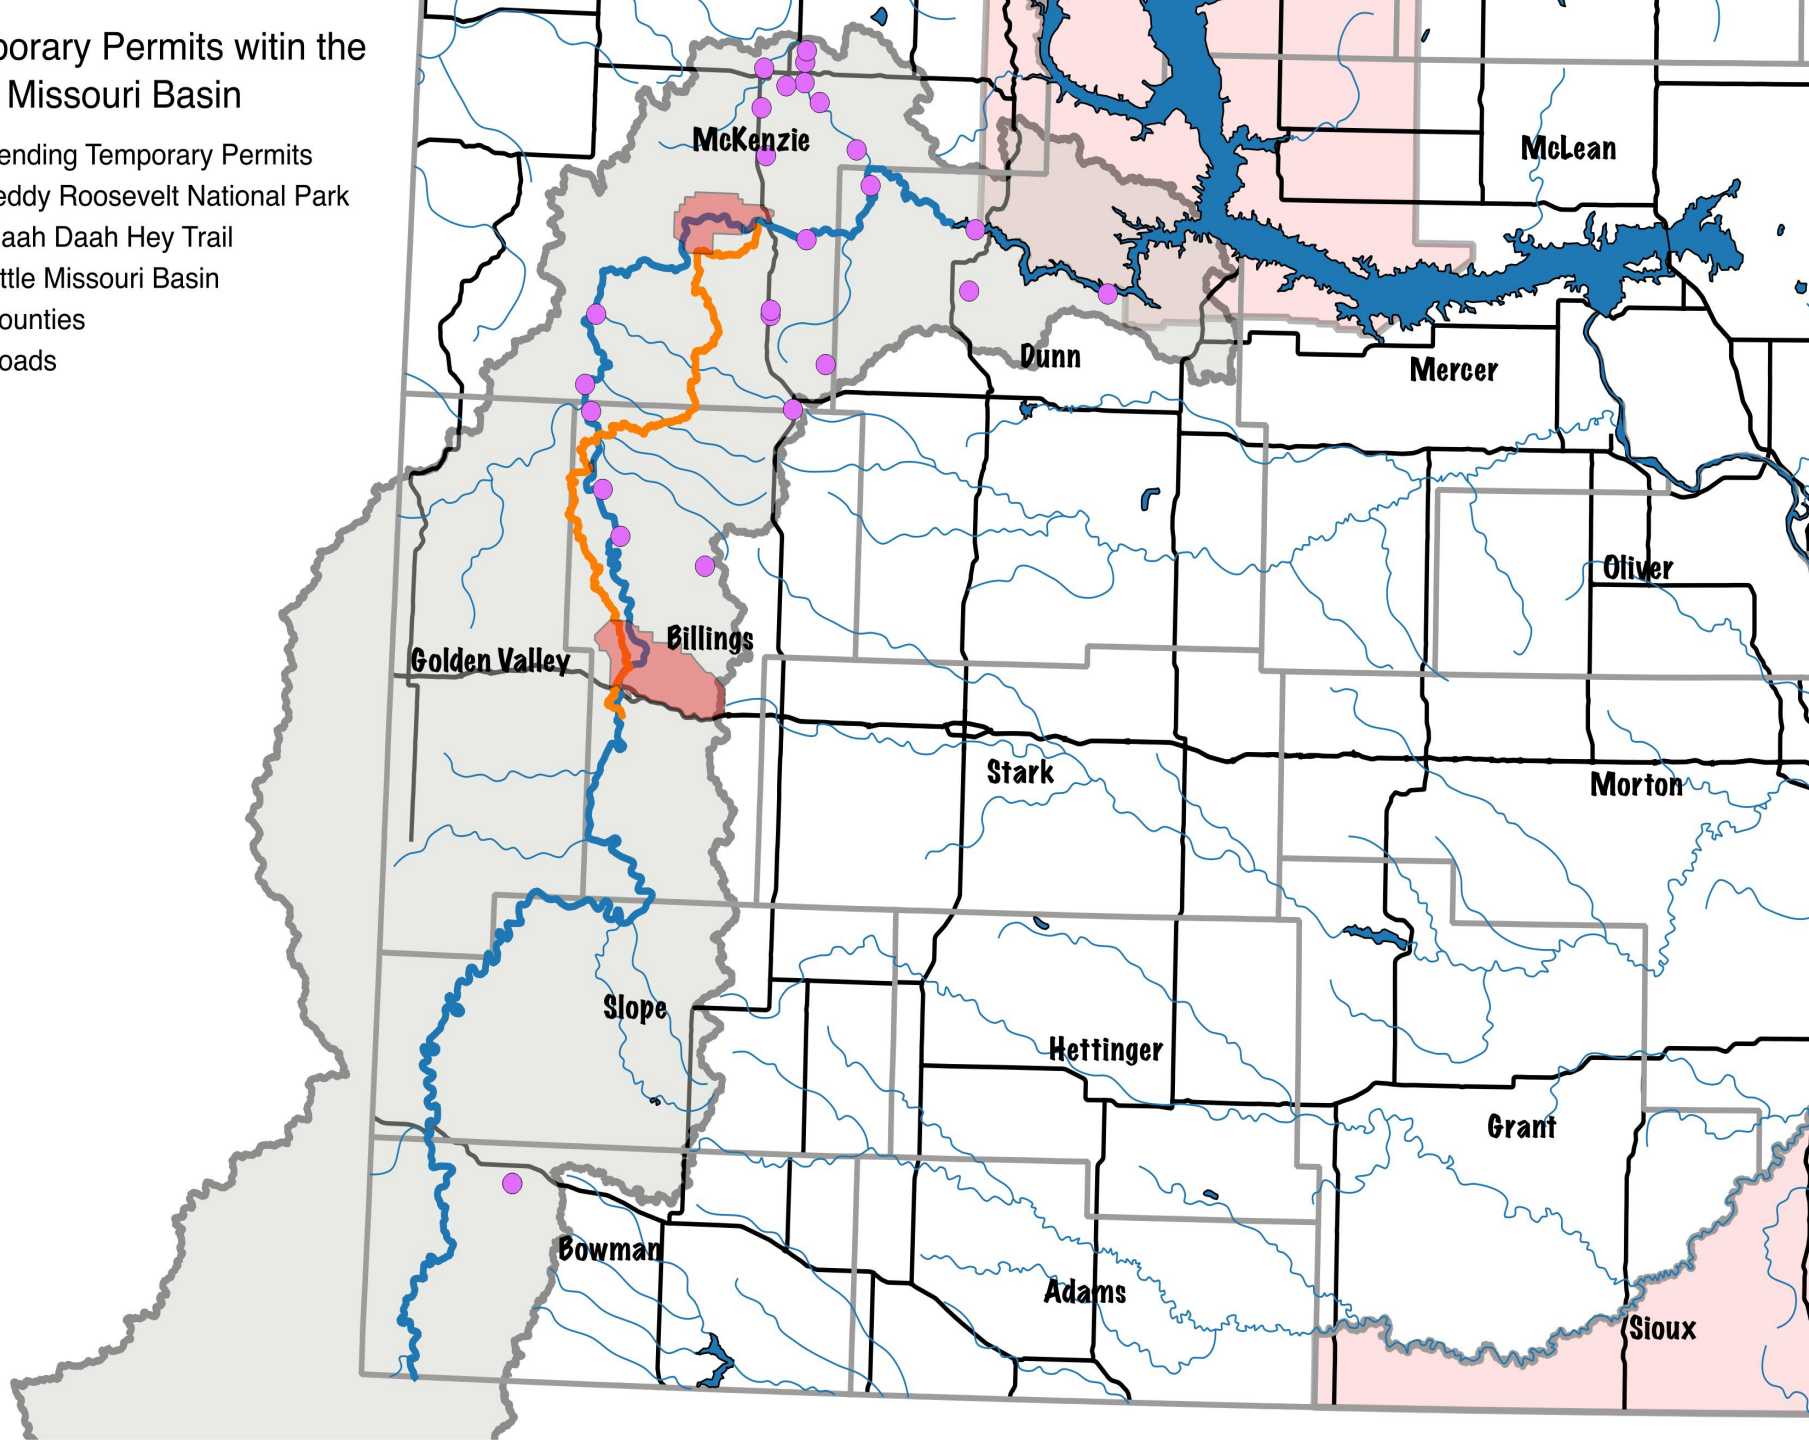 porary Permits witin the
Missouri Basin
ending Temporary Permits
eddy Roosevelt National Park
aah Daah Hey Trail
ttle Missouri Basin
ounties
oads
McKenzie
McLean
Dunn
Mercer
Oliver
Billings
Golden Valley
Stark
Morton
Slope
Hettinger
Grant
Bowman
Adams
Sioux